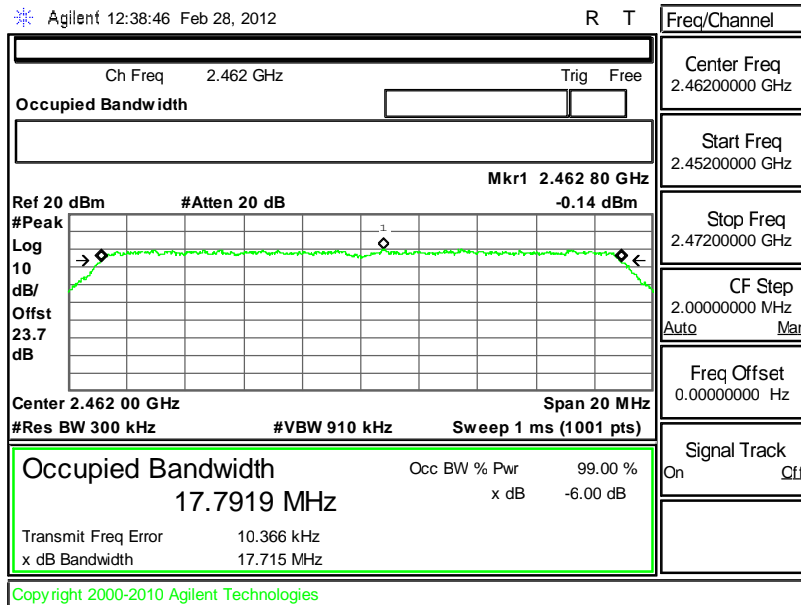 Agilent 12:38:46 Feb 28, 2012 R T
Freq/Channel
Ch Freq 2.462 GHz Trig Free
Occupied Bandwidth
Center Freq
2.46200000 GHz
Start Freq
2.45200000 GHz
Stop Freq
2.47200000 GHz
CF Step
2.00000000 MHz
Auto Man
Freq Offset
0.00000000 Hz
Signal Track
On Off
Mkr1 2.462 80 GHz
Ref 20 dBm #Atten 20 dB -0.14 dBm
#Peak
Log
10
dB/
Offst
23.7
dB
1
Center 2.462 00 GHz Span 20 MHz
#Res BW 300 kHz #VBW 910 kHz Sweep 1 ms (1001 pts)
Occupied Bandwidth
17.7919 MHz
Occ BW % Pwr 99.00 %
x dB -6.00 dB
Transmit Freq Error 10.366 kHz
x dB Bandwidth 17.715 MHz
Copyright 2000-2010 Agilent Technologies